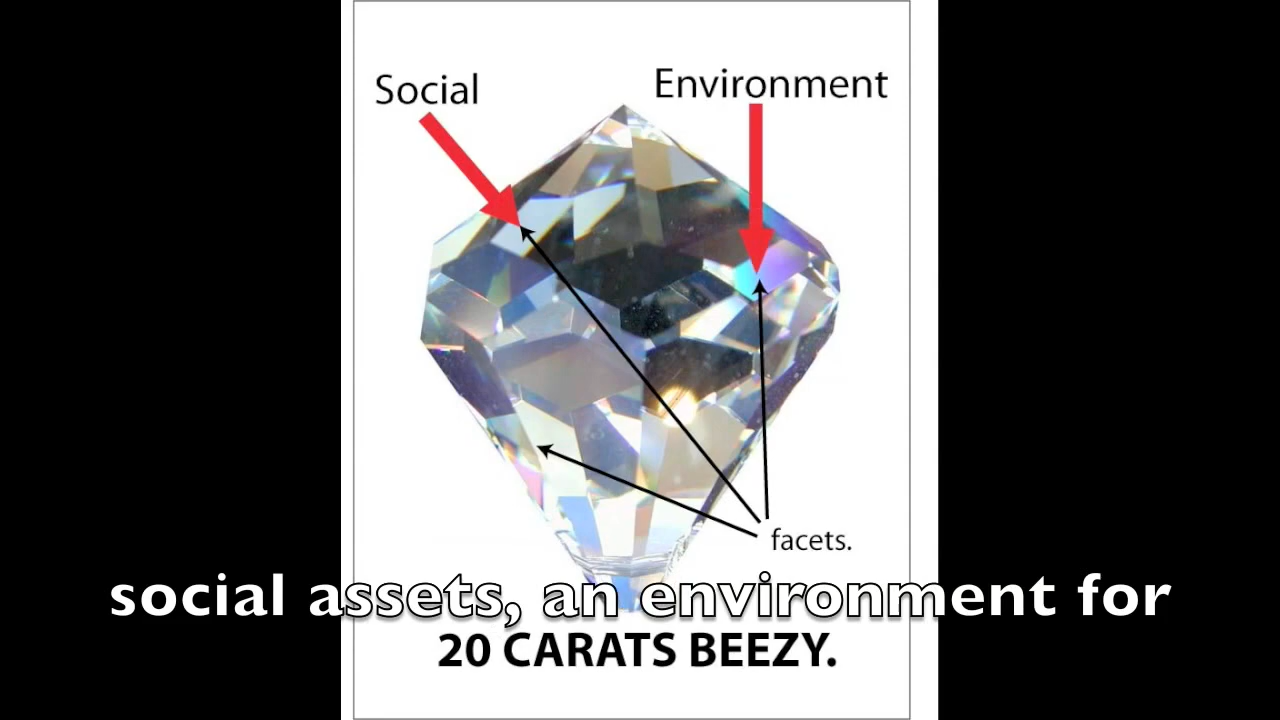 Social
Environment
facets.
social assets, an environment for
20 CARATS BEEZY.